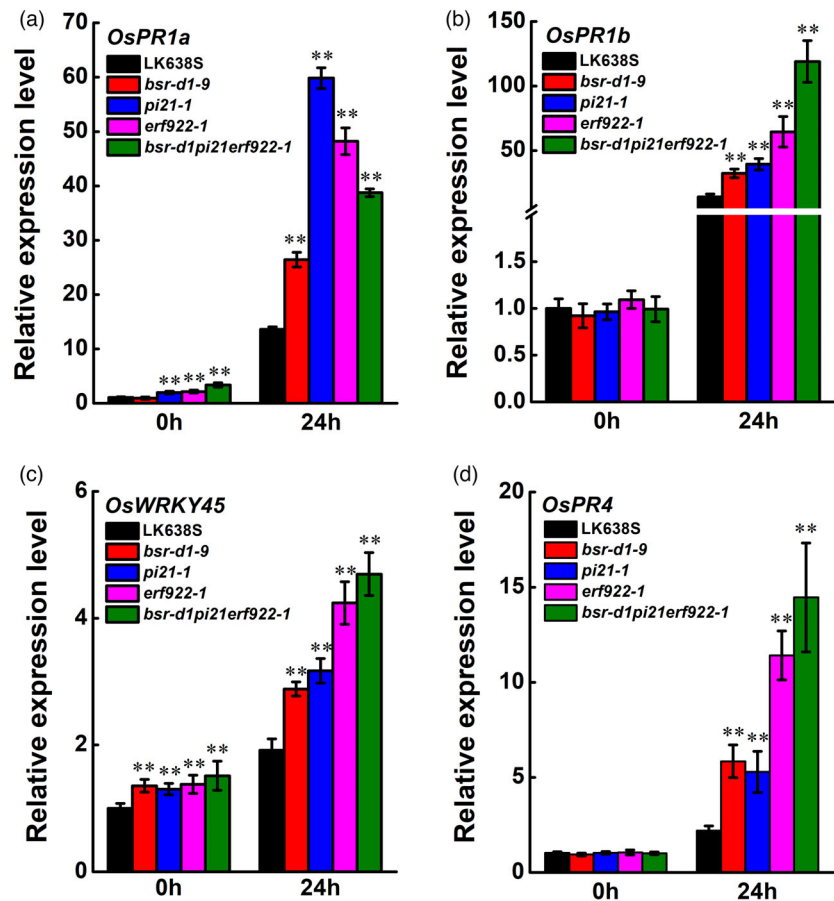 (a)
OsPR1a
LK638S
bsr-d1-9
pi21-1
erf922-1
bsr-d1pi21erf922-1
Relative expression level
70
60
50
40
30
20
10
0
**
**
**
**
**
**
**
0h
24h
(b)
OsPR1b
LK638S
bsr-d1-9
pi21-1
erf922-1
bsr-d1pi21erf922-1
Relative expression level
150
100
50
1.5
1.0
0.5
0.0
**
**
**
**
0h
24h
(c)
OsWRKY45
LK638S
bsr-d1-9
pi21-1
erf922-1
bsr-d1pi21erf922-1
Relative expression level
6
4
2
0
**
**
**
**
**
**
**
**
0h
24h
(d)
OsPR4
LK638S
bsr-d1-9
pi21-1
erf922-1
bsr-d1pi21erf922-1
Relative expression level
20
15
10
5
0
**
**
**
**
0h
24h